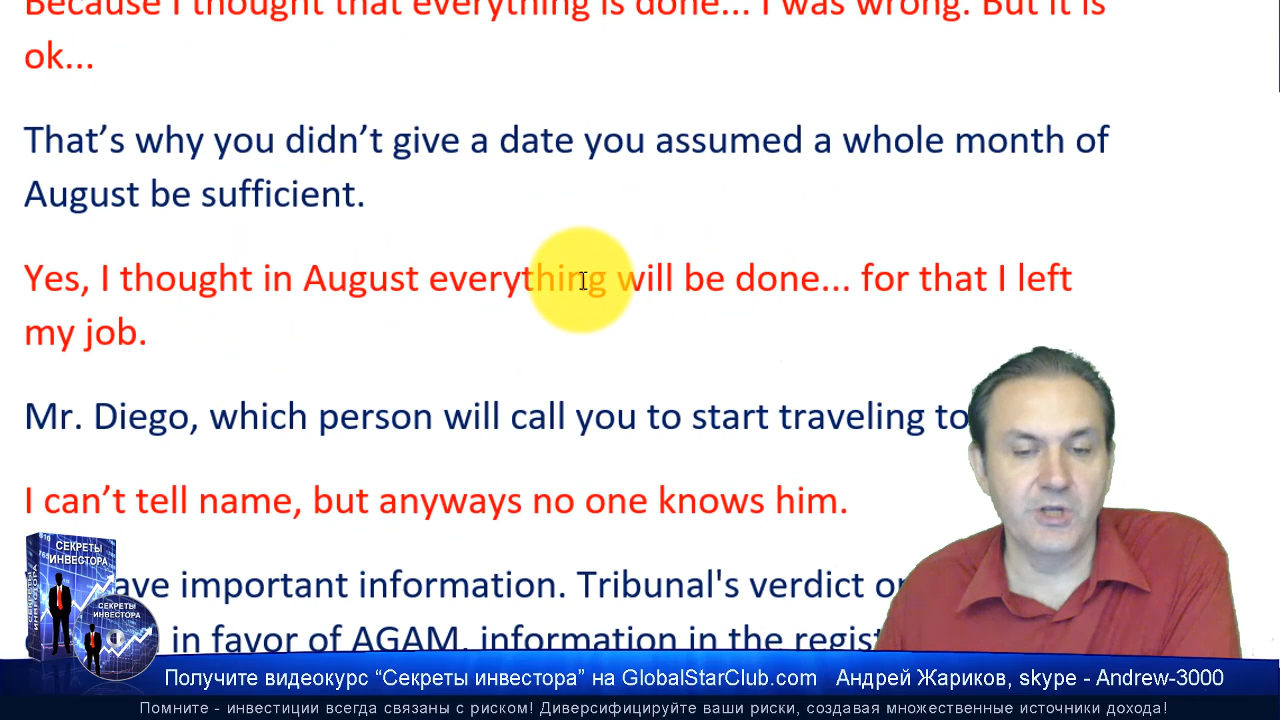 Because I thought that everything is done... I was wrong. But it is
ok...
That’s why you didn’t give a date you assumed a whole month of
August be sufficient.
Yes, I thought in August everything will be done... for that I left
my job.
Mr. Diego, which person will call you to start traveling to
I can’t tell name, but anyways no one knows him.
ave important information. Tribunal's verdict
in favor of AGAM, information in the
СЕКРЕТЫ
ИНВЕСТОРА
СЕКРЕТЫ
ИНВЕСТОРА
Получите видеокурс “Секреты инвестора” на GlobalStarClub.com Андрей Жариков, skype - Andrew-3000
Помните - инвестиции всегда связаны с риском! Диверсифицируйте ваши риски, создавая множественные источники дохода!